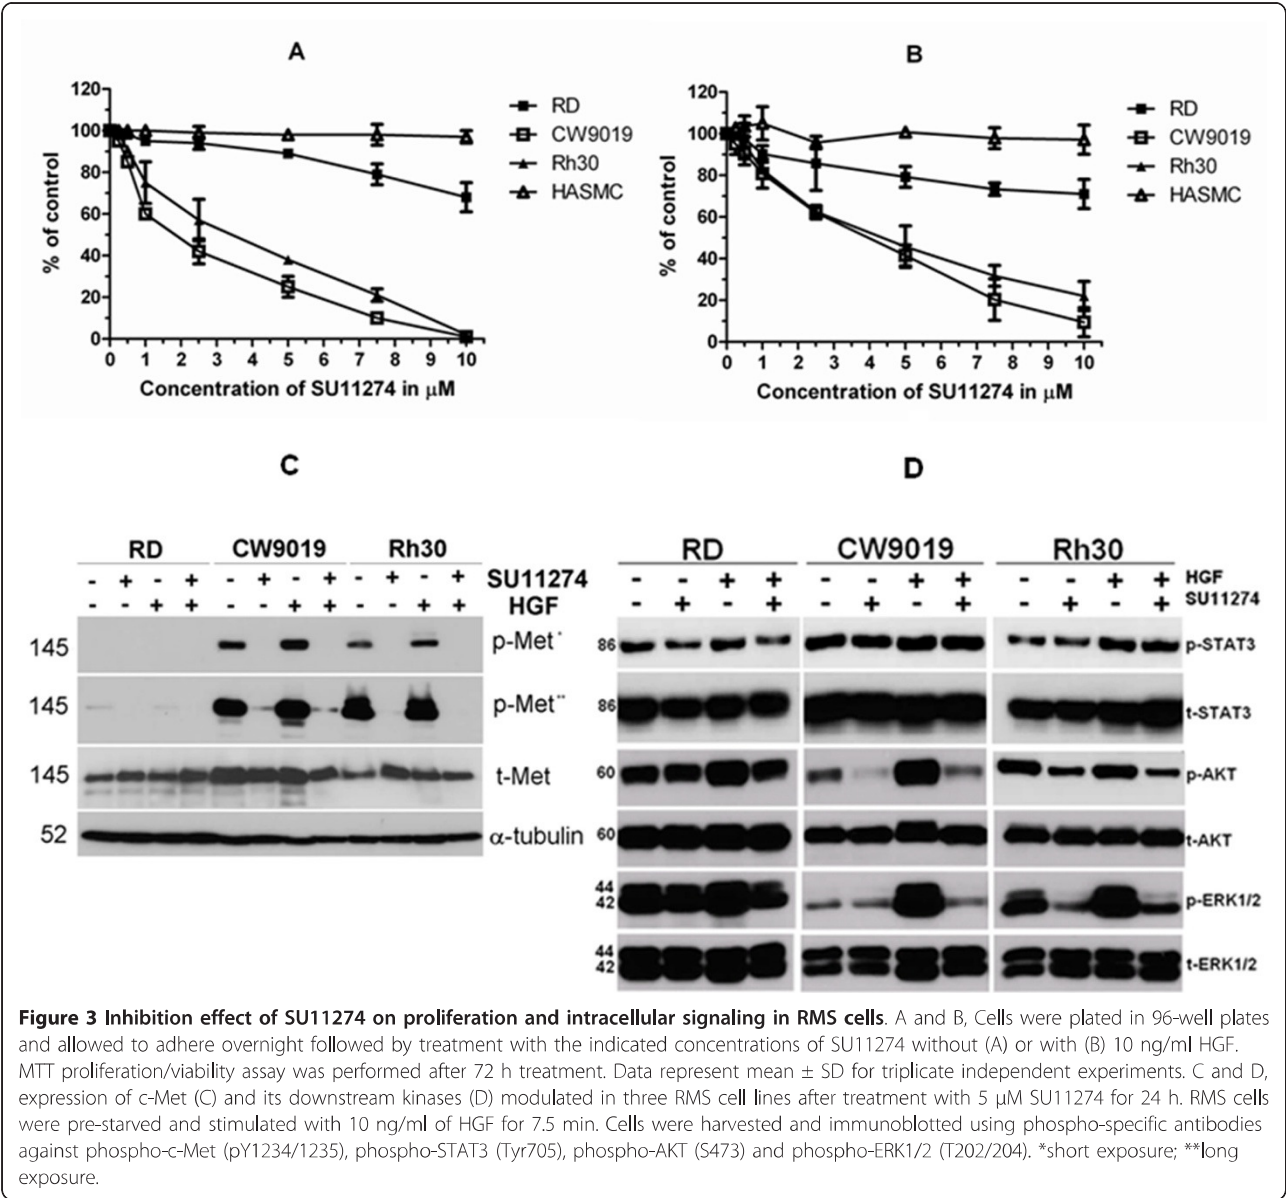 A
120
100
80
60
40
20
0
% of control
0 1 2 3 4 5 6 7 8 9 10
Concentration of SU11274 in μM
RD
CW9019
Rh30
HASMC
B
120
100
80
60
40
20
0
% of control
0 1 2 3 4 5 6 7 8 9 10
Concentration of SU11274 in μM
RD
CW9019
Rh30
HASMC
C
RD CW9019 Rh30
- + - + - + - + - + - + SU11274
- - + + - - + + - - + + HGF
145 p-Met*
145 p-Met**
145 t-Met
52 α-tubulin
D
RD CW9019 Rh30
- - + + - - + + - - + + HGF
- + - + - + - + - + - + SU11274
86 p-STAT3
86 t-STAT3
60 p-AKT
60 t-AKT
44
42 p-ERK1/2
44
42 t-ERK1/2
Figure 3 Inhibition effect of SU11274 on proliferation and intracellular signaling in RMS cells. A and B, Cells were plated in 96-well plates
and allowed to adhere overnight followed by treatment with the indicated concentrations of SU11274 without (A) or with (B) 10 ng/ml HGF.
MTT proliferation/viability assay was performed after 72 h treatment. Data represent mean ± SD for triplicate independent experiments. C and D,
expression of c-Met (C) and its downstream kinases (D) modulated in three RMS cell lines after treatment with 5 μM SU11274 for 24 h. RMS cells
were pre-starved and stimulated with 10 ng/ml of HGF for 7.5 min. Cells were harvested and immunoblotted using phospho-specific antibodies
against phospho-c-Met (pY1234/1235), phospho-STAT3 (Tyr705), phospho-AKT (S473) and phospho-ERK1/2 (T202/204). *short exposure; **long
exposure.